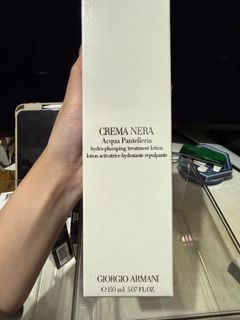 CREMA NERA
Acqua Pantelleria
hydra-plumping treatment lotion
lotion activatrice hydratante repulpante
GIORGIO ARMANI
℮ 150 ml 5.07 FL.OZ.